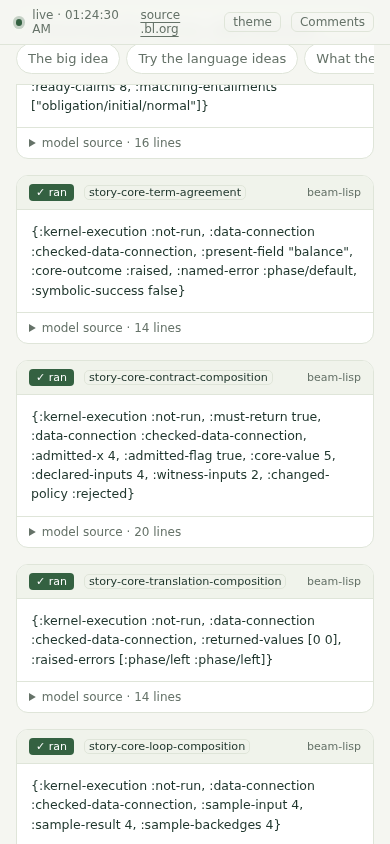 live · 01:24:30 AM
source .bl.org
theme
Comments
The big idea
Try the language ideas
What the
:ready-claims 8, :matching-entailments
["obligation/initial/normal"]}
▶ model source · 16 lines
✓ ran story-core-term-agreement beam-lisp
{:kernel-execution :not-run, :data-connection
:checked-data-connection, :present-field "balance",
:core-outcome :raised, :named-error :phase/default,
:symbolic-success false}
▶ model source · 14 lines
✓ ran story-core-contract-composition beam-lisp
{:kernel-execution :not-run, :must-return true,
:data-connection :checked-data-connection,
:admitted-x 4, :admitted-flag true, :core-value 5,
:declared-inputs 4, :witness-inputs 2, :changed-
policy :rejected}
▶ model source · 20 lines
✓ ran story-core-translation-composition beam-lisp
{:kernel-execution :not-run, :data-connection
:checked-data-connection, :returned-values [0 0],
:raised-errors [:phase/left :phase/left]}
▶ model source · 14 lines
✓ ran story-core-loop-composition beam-lisp
{:kernel-execution :not-run, :data-connection
:checked-data-connection, :sample-input 4,
:sample-result 4, :sample-backedges 4}